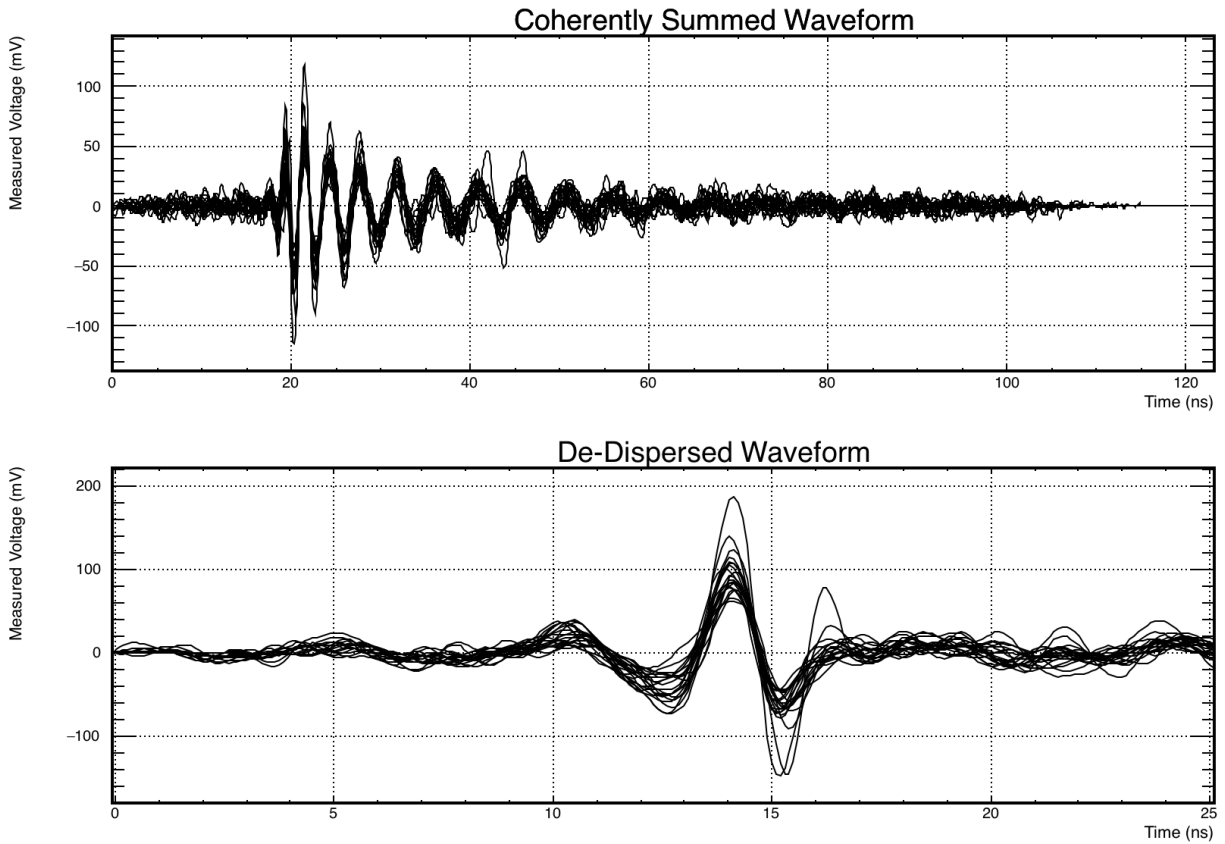 Coherently Summed Waveform
Measured Voltage (mV)
100
50
0
−50
−100
0 20 40 60 80 100 120
Time (ns)
De-Dispersed Waveform
Measured Voltage (mV)
200
100
0
−100
0 5 10 15 20 25
Time (ns)